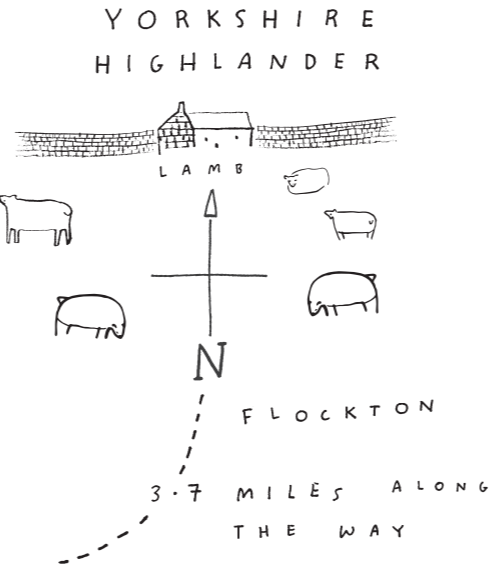 YORKSHIRE
HIGHLANDER
LAMB
N
FLOCKTON
3.7 MILES ALONG
THE WAY